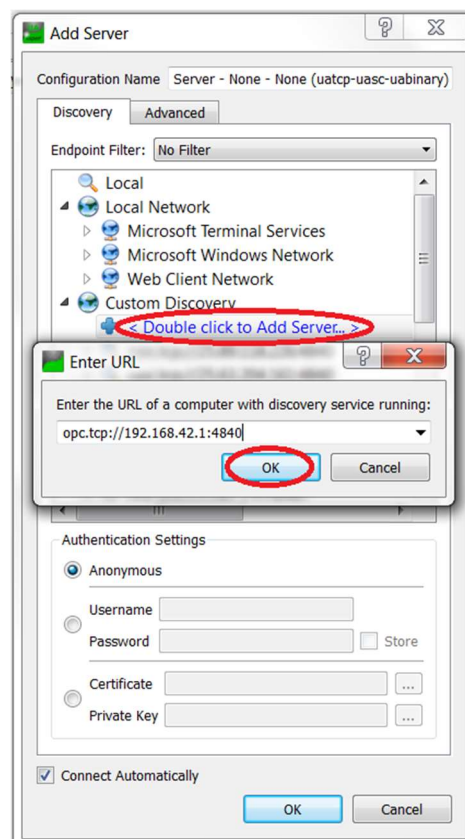 Add Server
Configuration Name Server - None - None (uatcp-uasc-uabinary)
Discovery Advanced
Endpoint Filter: No Filter
Local
Local Network
Microsoft Terminal Services
Microsoft Windows Network
Web Client Network
Custom Discovery
< Double click to Add Server... >
Enter URL
Enter the URL of a computer with discovery service running:
opc.tcp://192.168.42.1:4840
OK Cancel
Authentication Settings
Anonymous
Username
Password Store
Certificate ...
Private Key ...
Connect Automatically
OK Cancel